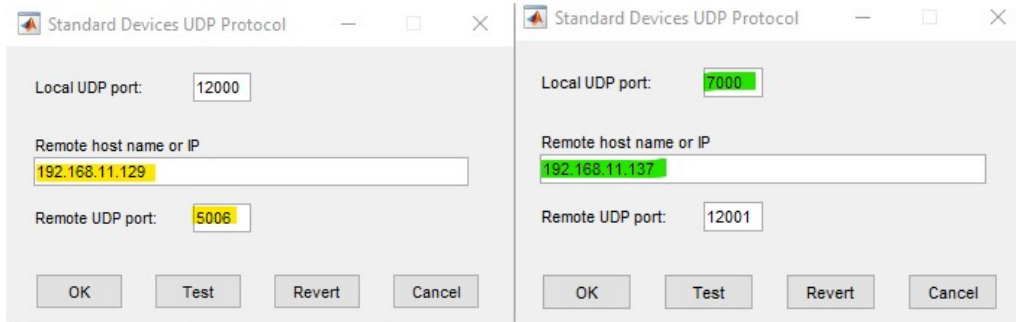 Standard Devices UDP Protocol
Local UDP port: 12000
Remote host name or IP
192.168.11.129
Remote UDP port: 5006
OK Test Revert Cancel
Standard Devices UDP Protocol
Local UDP port: 7000
Remote host name or IP
192.168.11.137
Remote UDP port: 12001
OK Test Revert Cancel